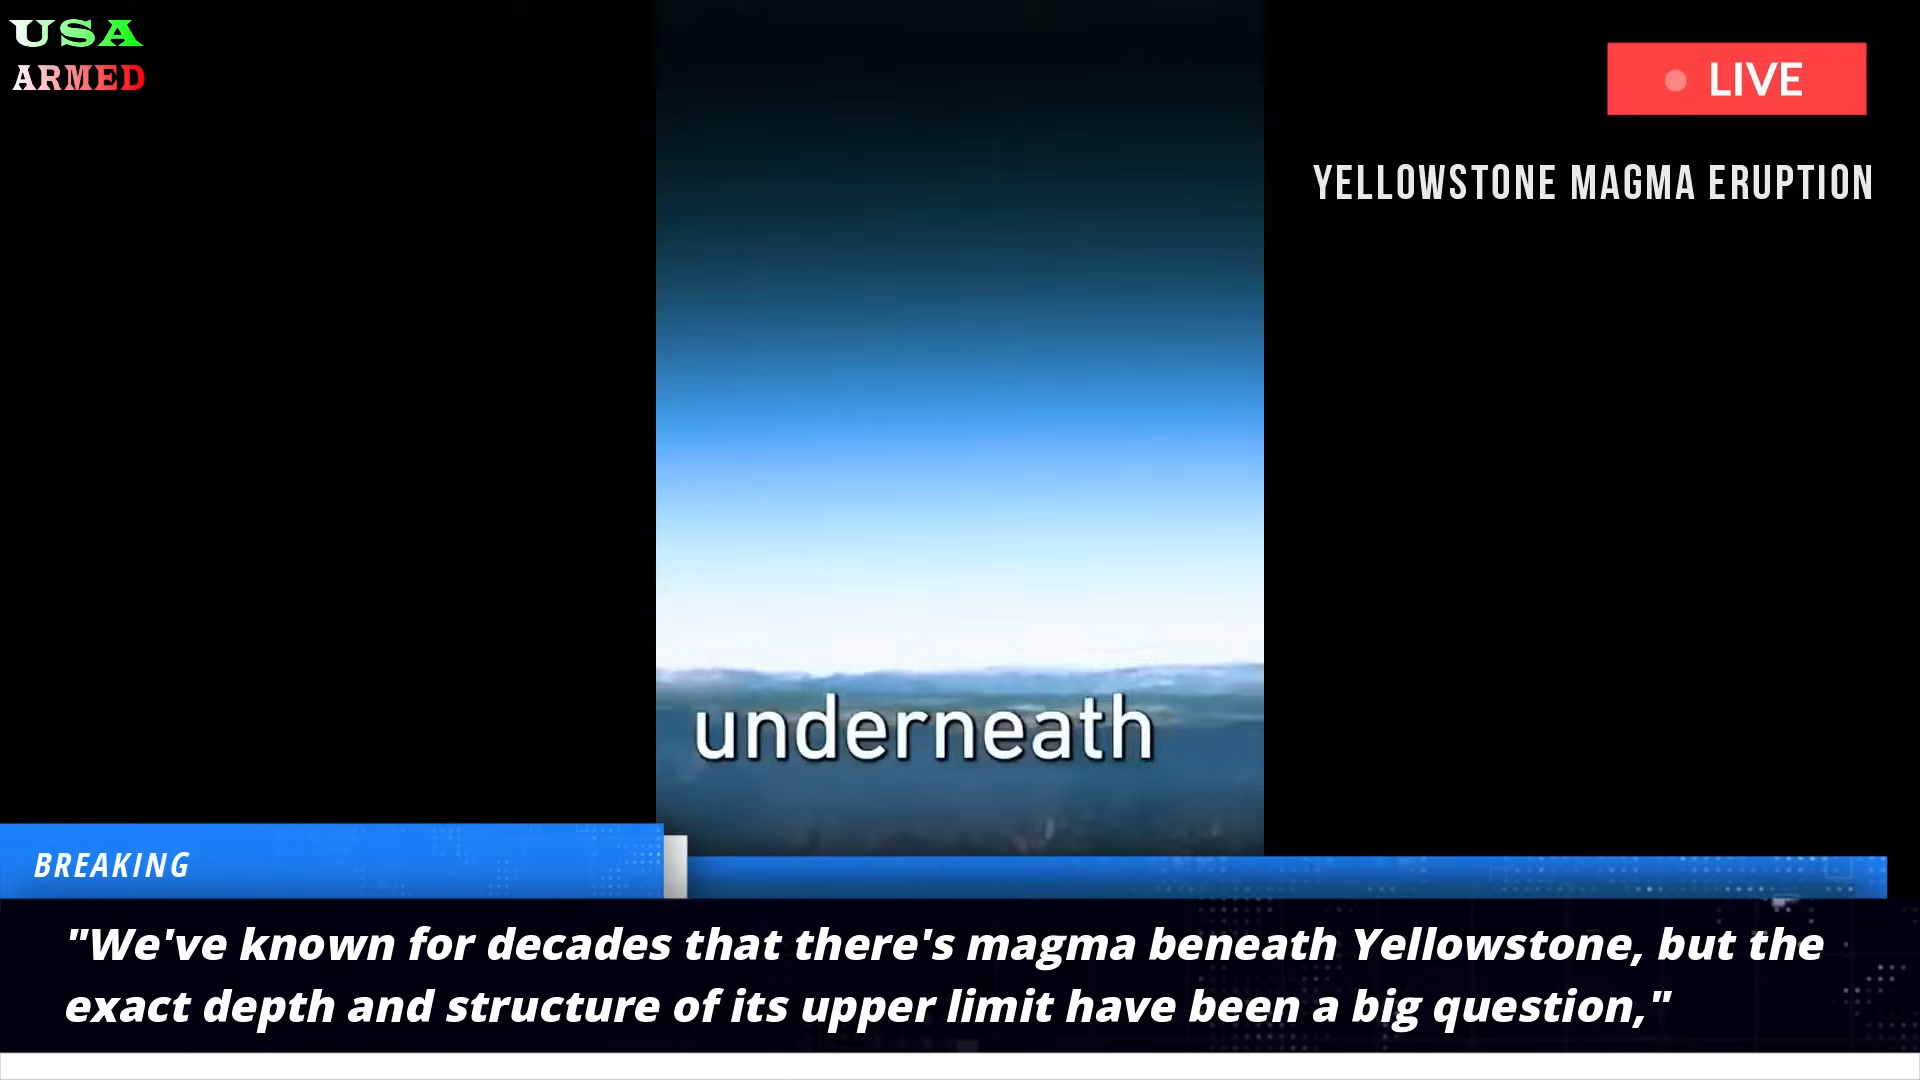 USA
ARMED
LIVE
YELLOWSTONE MAGMA ERUPTION
underneath
BREAKING
"We've known for decades that there's magma beneath Yellowstone, but the
exact depth and structure of its upper limit have been a big question,"